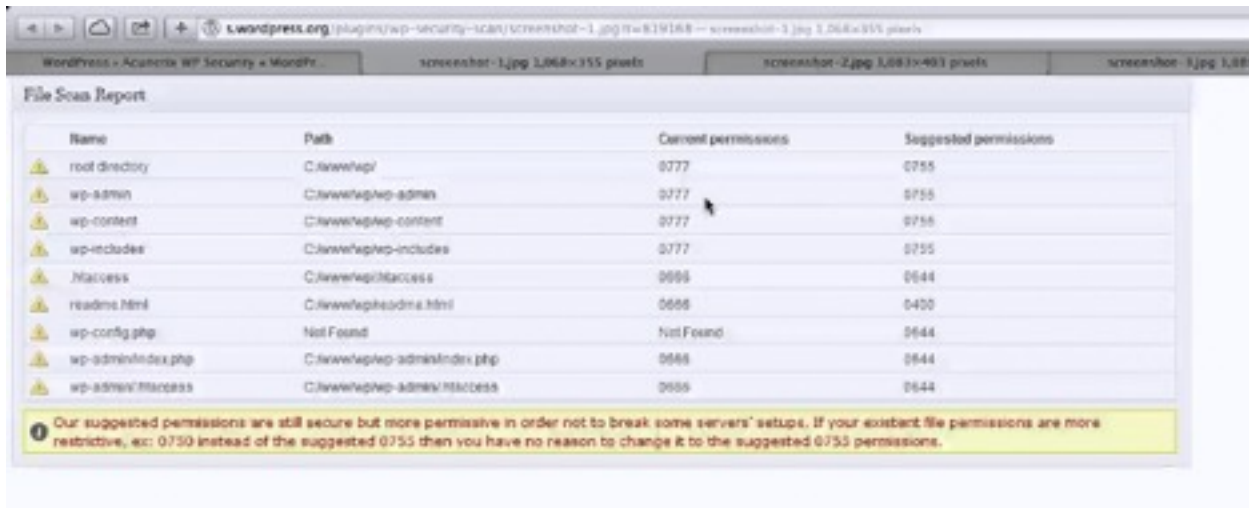 s.wordpress.org/plugins/wp-security-scan/screenshot-1.jpg?r=619168 — screenshot-1.jpg 1,068×355 pixels
WordPress › Acunetix WP Security « WordPr... screenshot-1.jpg 1,068×355 pixels screenshot-2.jpg 1,083×403 pixels screenshot-3.jpg
File Scan Report
Name Path Current permissions Suggested permissions
root directory C:/www/wp/ 0777 0755
wp-admin C:/www/wp/wp-admin 0777 0755
wp-content C:/www/wp/wp-content 0777 0755
wp-includes C:/www/wp/wp-includes 0777 0755
.htaccess C:/www/wp/.htaccess 0666 0644
readme.html C:/www/wp/readme.html 0666 0400
wp-config.php Not Found Not Found 0644
wp-admin/index.php C:/www/wp/wp-admin/index.php 0666 0644
wp-admin/.htaccess C:/www/wp/wp-admin/.htaccess 0666 0644
Our suggested permissions are still secure but more permissive in order not to break some servers' setups. If your existent file permissions are more
restrictive, ex: 0750 instead of the suggested 0755 then you have no reason to change it to the suggested 0755 permissions.